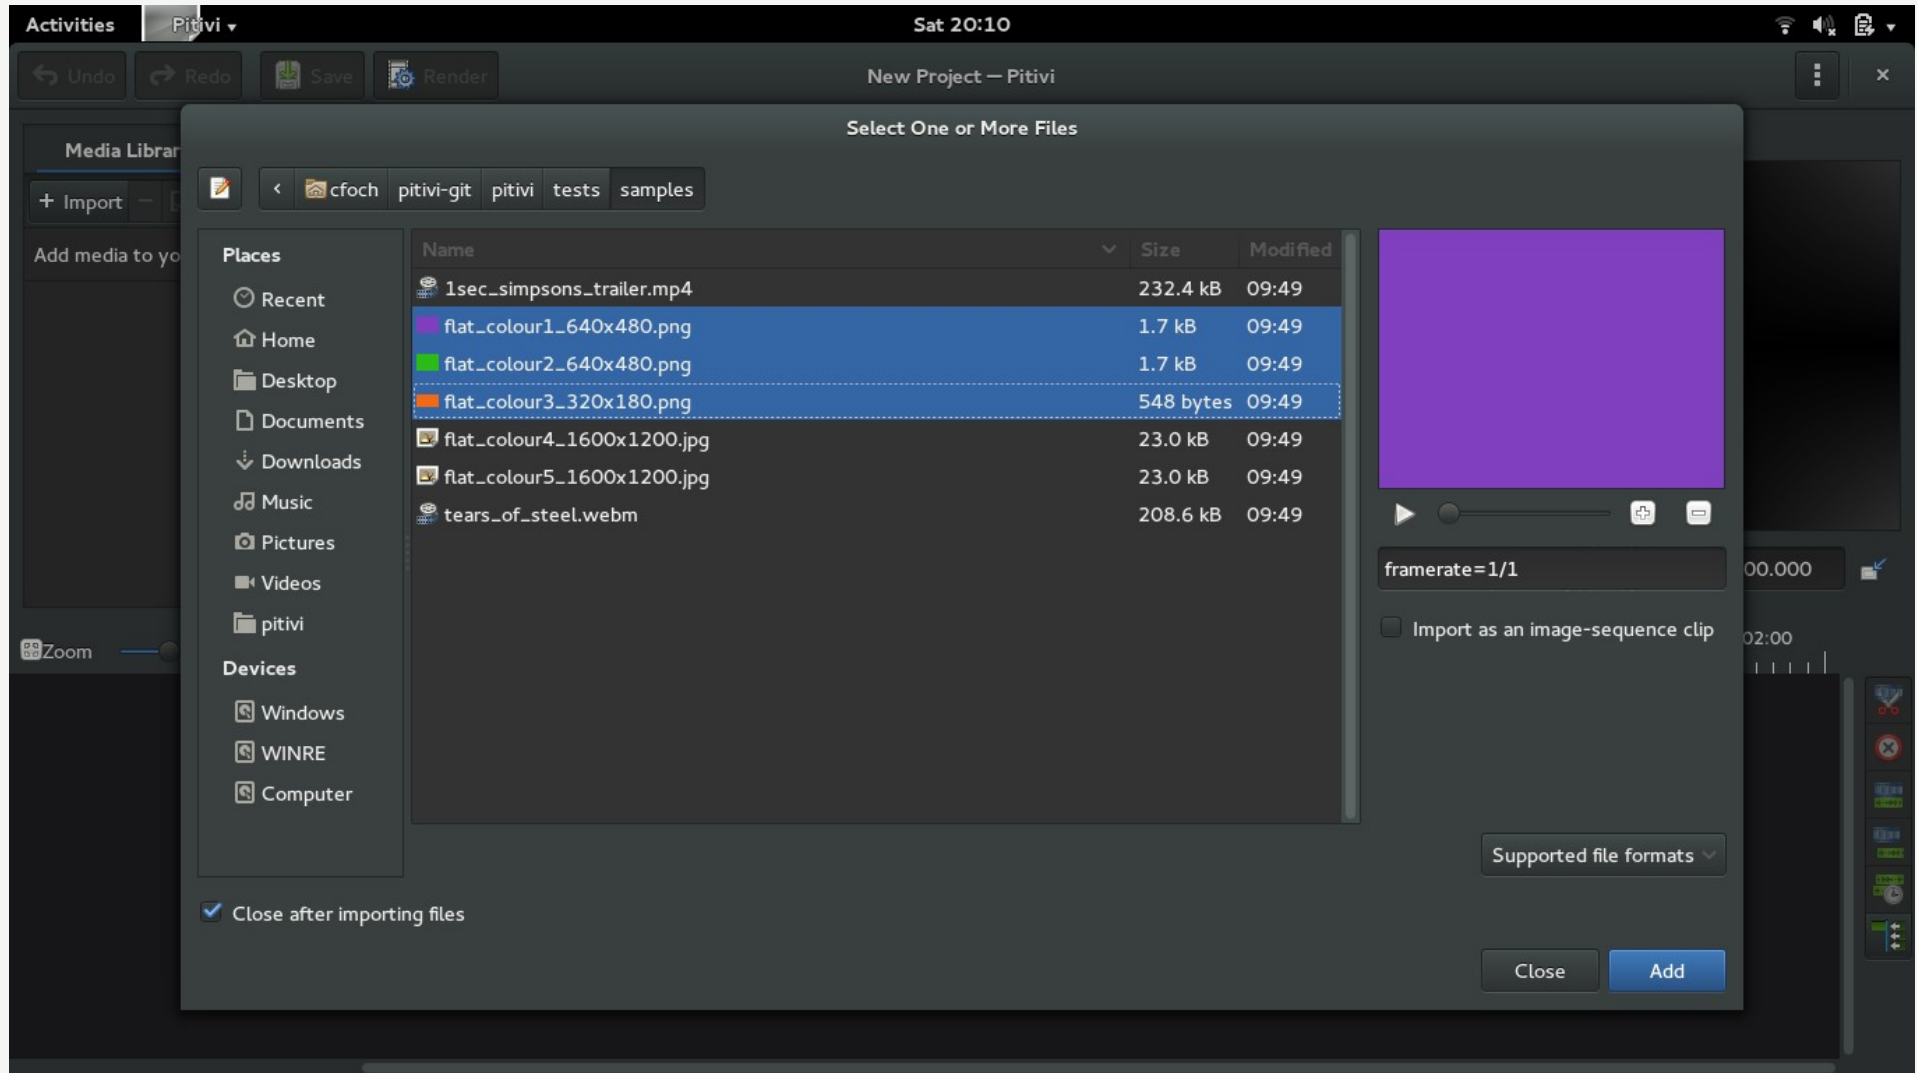 Activities Pitivi Sat 20:10
Undo Redo Save Render New Project — Pitivi
Select One or More Files
Media Librar
cfoch pitivi-git pitivi tests samples
+ Import
Add media to yo
Places
Recent
Home
Desktop
Documents
Downloads
Music
Pictures
Videos
pitivi
Devices
Windows
WINRE
Computer
Name Size Modified
1sec_simpsons_trailer.mp4 232.4 kB 09:49
flat_colour1_640x480.png 1.7 kB 09:49
flat_colour2_640x480.png 1.7 kB 09:49
flat_colour3_320x180.png 548 bytes 09:49
flat_colour4_1600x1200.jpg 23.0 kB 09:49
flat_colour5_1600x1200.jpg 23.0 kB 09:49
tears_of_steel.webm 208.6 kB 09:49
framerate=1/1
00.000
Import as an image-sequence clip
Zoom
02:00
Supported file formats
Close after importing files
Close Add